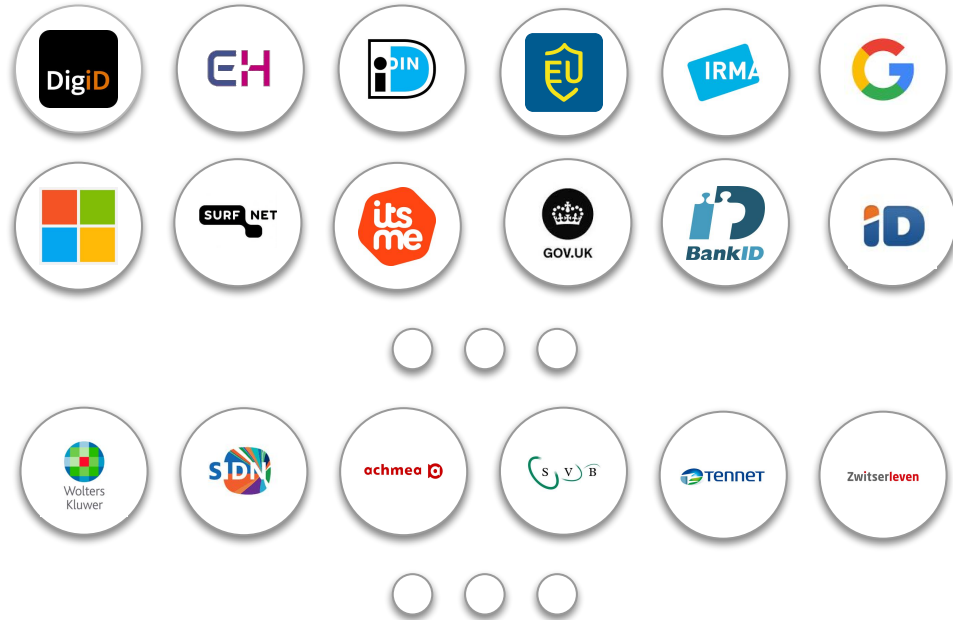 DigiD
EH
iDIN
EU
IRMA
G
SURF NET
its
me
GOV.UK
iD
BankID
iD
Wolters
Kluwer
SIDN
achmea
S V B
TENNET
Zwitserleven